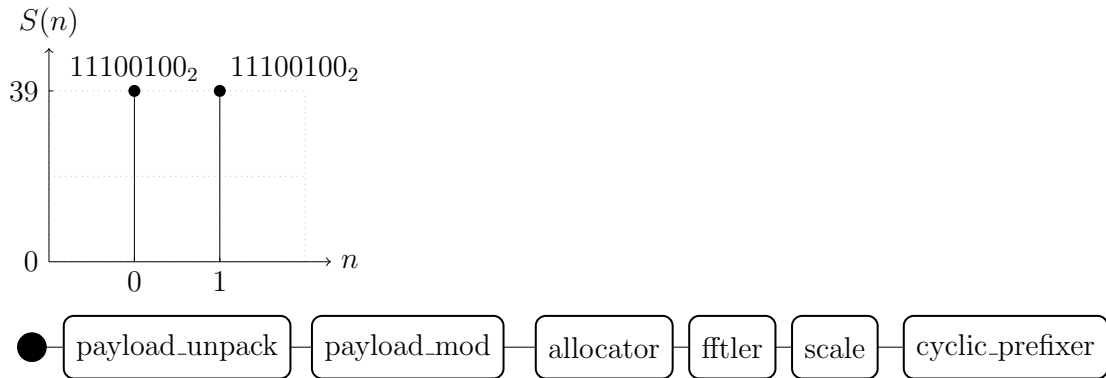 S(n)
11100100₂ 11100100₂
39
0
n
0 1
payload_unpack payload_mod allocator fftler scale cyclic_prefixer